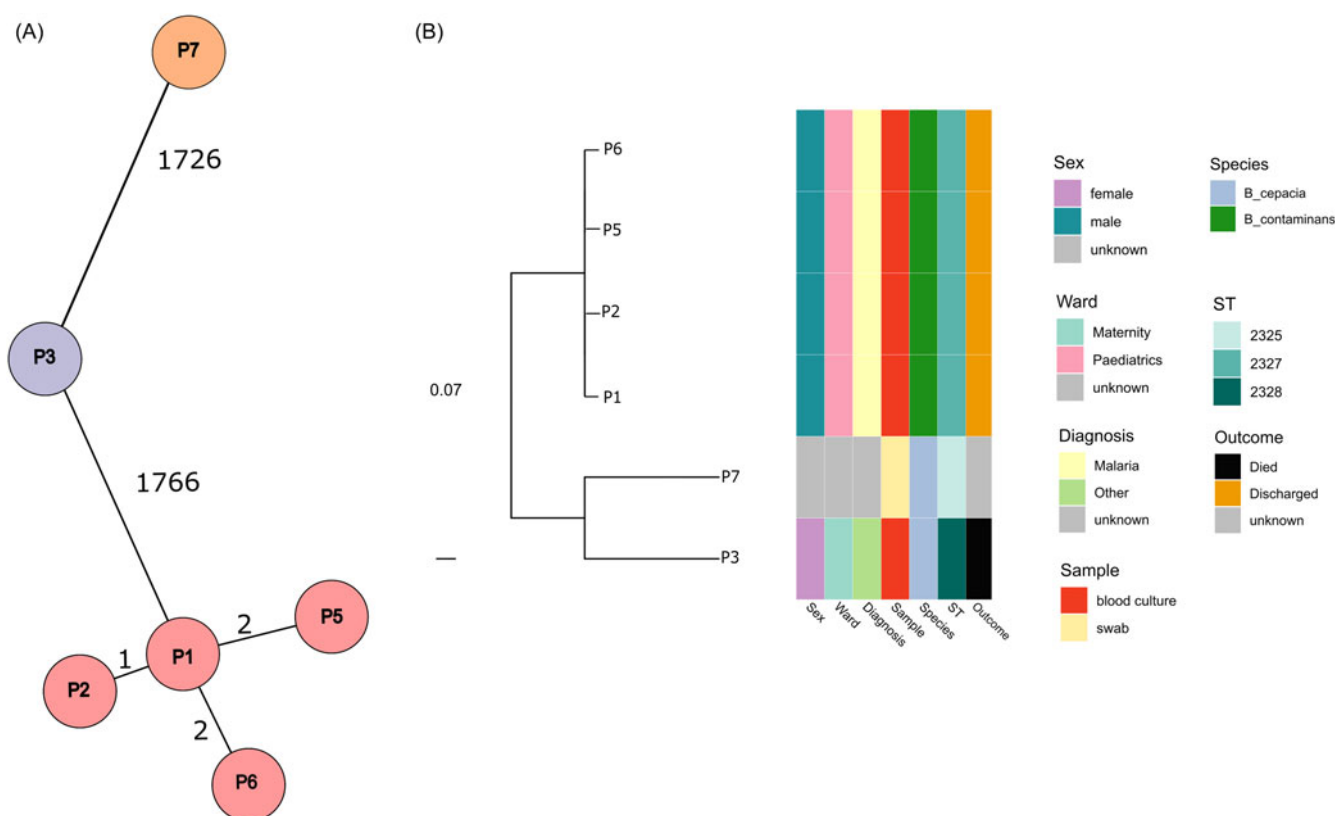 (A)
P7
1726
P3
1766
P5
2
P1
1
P2
2
P6
(B)
P6
P5
P2
P1
P7
P3
0.07
Sex
Ward
Diagnosis
Sample
Species
ST
Outcome
Sex
female
male
unknown
Ward
Maternity
Paediatrics
unknown
Diagnosis
Malaria
Other
unknown
Sample
blood culture
swab
Species
B_cepacia
B_contaminans
ST
2325
2327
2328
Outcome
Died
Discharged
unknown